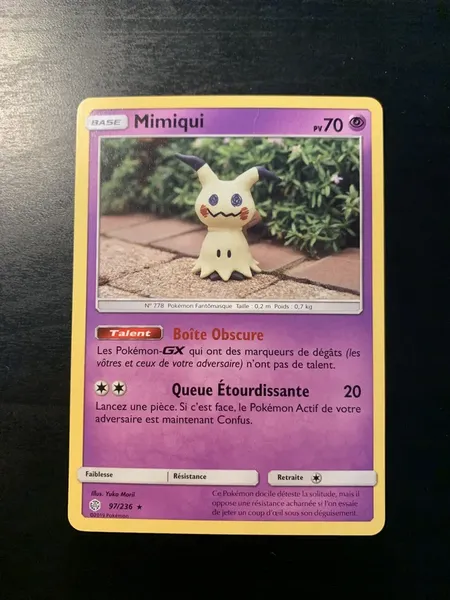 BASE Mimiqui PV 70
N° 778 Pokémon Fantômasque Taille : 0,2 m Poids : 0,7 kg
Talent Boîte Obscure
Les Pokémon-GX qui ont des marqueurs de dégâts (les
vôtres et ceux de votre adversaire) n'ont pas de talent.
Queue Étourdissante 20
Lancez une pièce. Si c'est face, le Pokémon Actif de votre
adversaire est maintenant Confus.
Faiblesse Résistance Retraite
Illus. Yuka Morii
97/236
©2019 Pokémon
Ce Pokémon docile déteste la solitude, mais il
oppose une résistance acharnée si l'on essaie
de jeter un coup d'œil sous son déguisement.